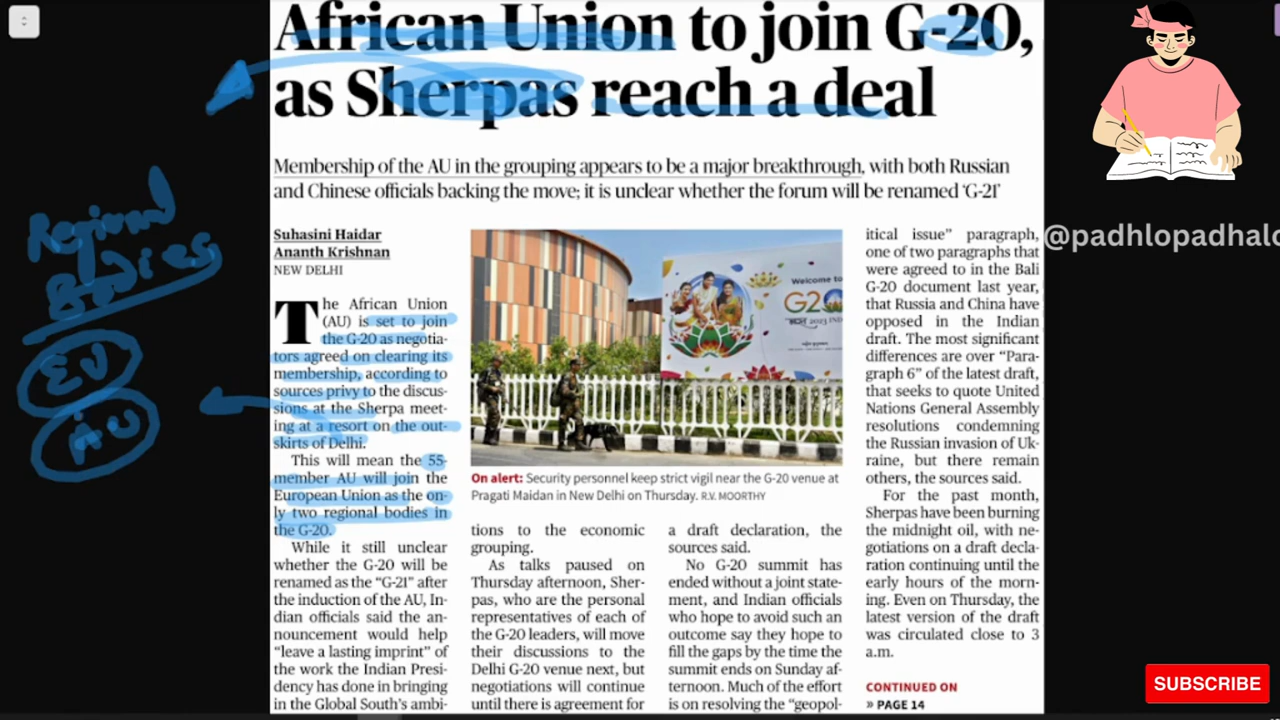 African Union to join G-20,
as Sherpas reach a deal
Membership of the AU in the grouping appears to be a major breakthrough, with both Russian
and Chinese officials backing the move; it is unclear whether the forum will be renamed ‘G-21’
Regional
Bodies
EU
AU
Suhasini Haidar
Ananth Krishnan
NEW DELHI
The African Union
(AU) is set to join
the G-20 as negotia-
tors agreed on clearing its
membership, according to
sources privy to the discus-
sions at the Sherpa meet-
ing at a resort on the out-
skirts of Delhi.
This will mean the 55-
member AU will join the
European Union as the on-
ly two regional bodies in
the G-20.
While it still unclear
whether the G-20 will be
renamed as the “G-21” after
the induction of the AU, In-
dian officials said the an-
nouncement would help
“leave a lasting imprint” of
the work the Indian Presi-
dency has done in bringing
in the Global South’s ambi-
Welcome to
G20
भारत 2023 IND
On alert: Security personnel keep strict vigil near the G-20 venue at
Pragati Maidan in New Delhi on Thursday. R.V. MOORTHY
tions to the economic
grouping.
As talks paused on
Thursday afternoon, Sher-
pas, who are the personal
representatives of each of
the G-20 leaders, will move
their discussions to the
Delhi G-20 venue next, but
negotiations will continue
until there is agreement for
a draft declaration, the
sources said.
No G-20 summit has
ended without a joint state-
ment, and Indian officials
who hope to avoid such an
outcome say they hope to
fill the gaps by the time the
summit ends on Sunday af-
ternoon. Much of the effort
is on resolving the “geopol-
itical issue” paragraph,
one of two paragraphs that
were agreed to in the Bali
G-20 document last year,
that Russia and China have
opposed in the Indian
draft. The most significant
differences are over “Para-
graph 6” of the latest draft,
that seeks to quote United
Nations General Assembly
resolutions condemning
the Russian invasion of Uk-
raine, but there remain
others, the sources said.
For the past month,
Sherpas have been burning
the midnight oil, with ne-
gotiations on a draft decla-
ration continuing until the
early hours of the morn-
ing. Even on Thursday, the
latest version of the draft
was circulated close to 3
a.m.
CONTINUED ON
» PAGE 14
@padhlopadhalo
SUBSCRIBE